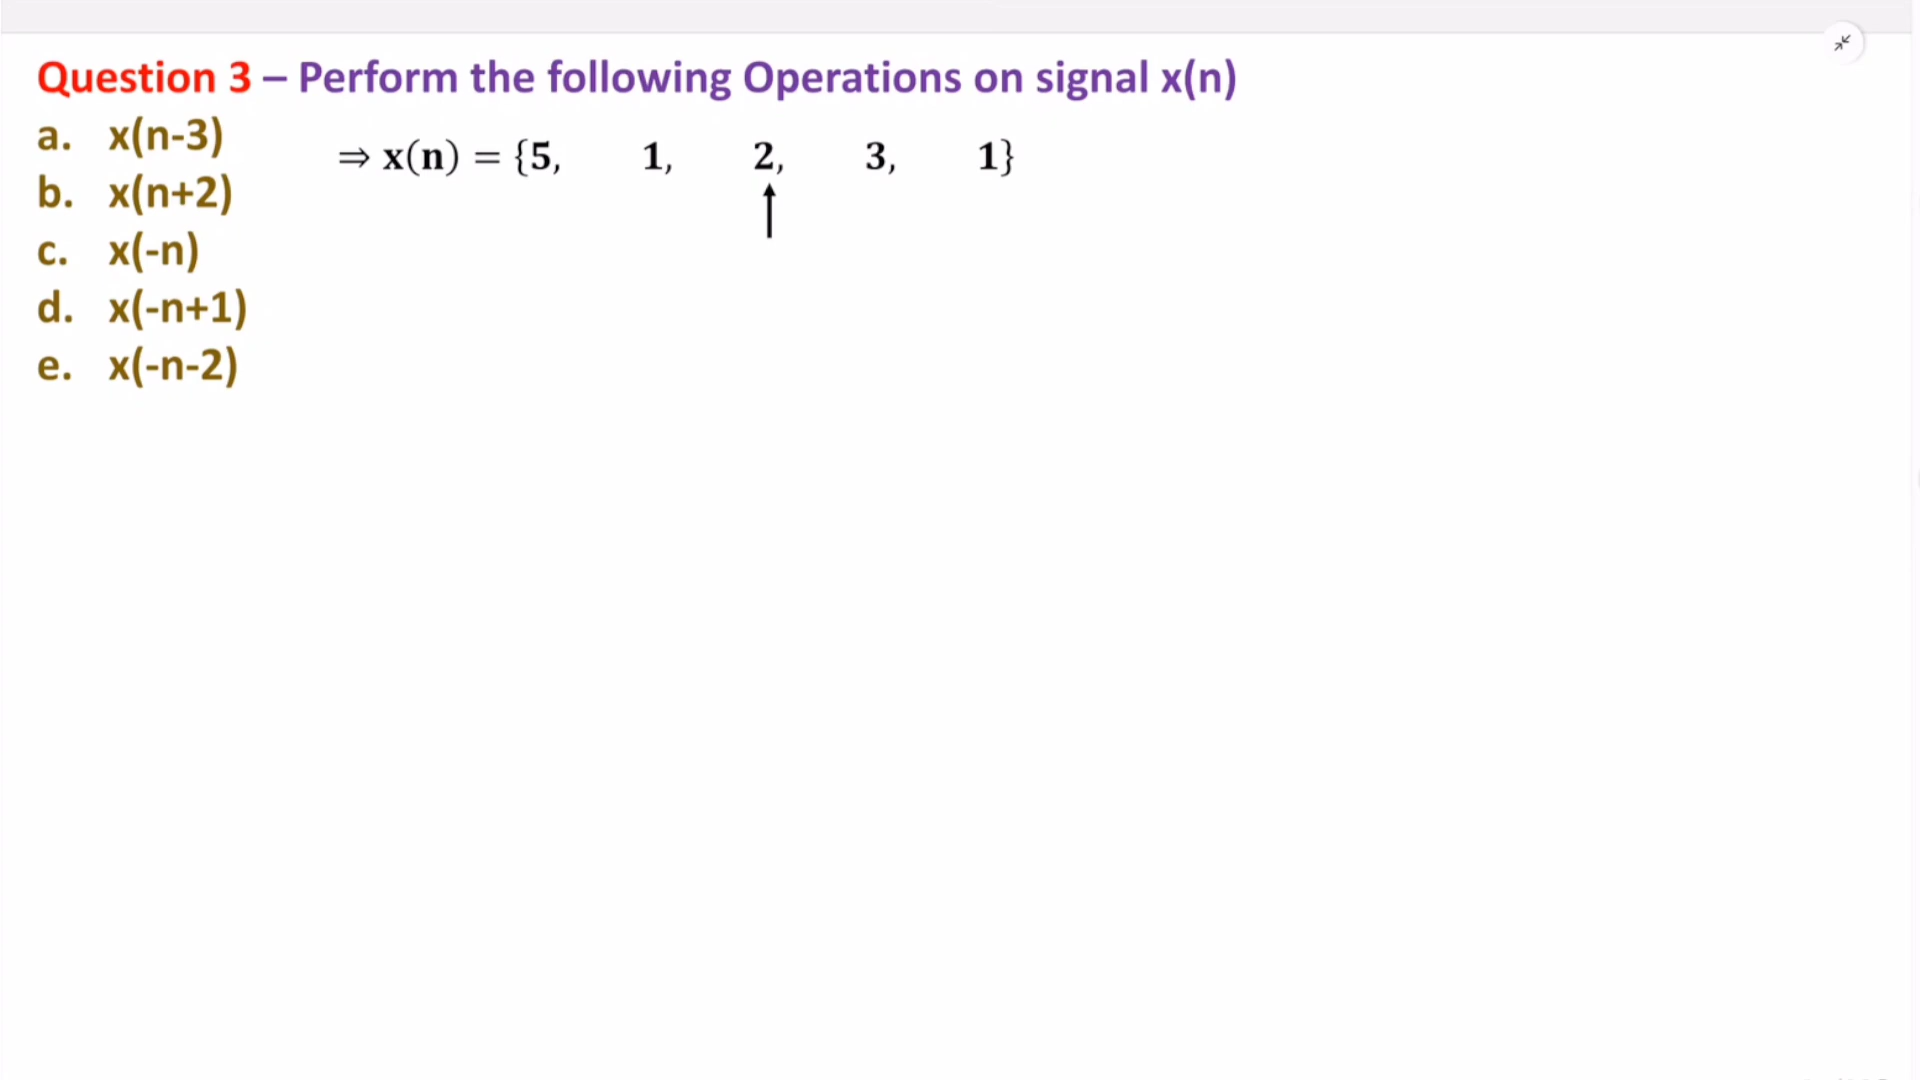 Question 3 – Perform the following Operations on signal x(n)
a. x(n-3)
⇒ x(n) = {5, 1, 2, 3, 1}
↑
b. x(n+2)
c. x(-n)
d. x(-n+1)
e. x(-n-2)